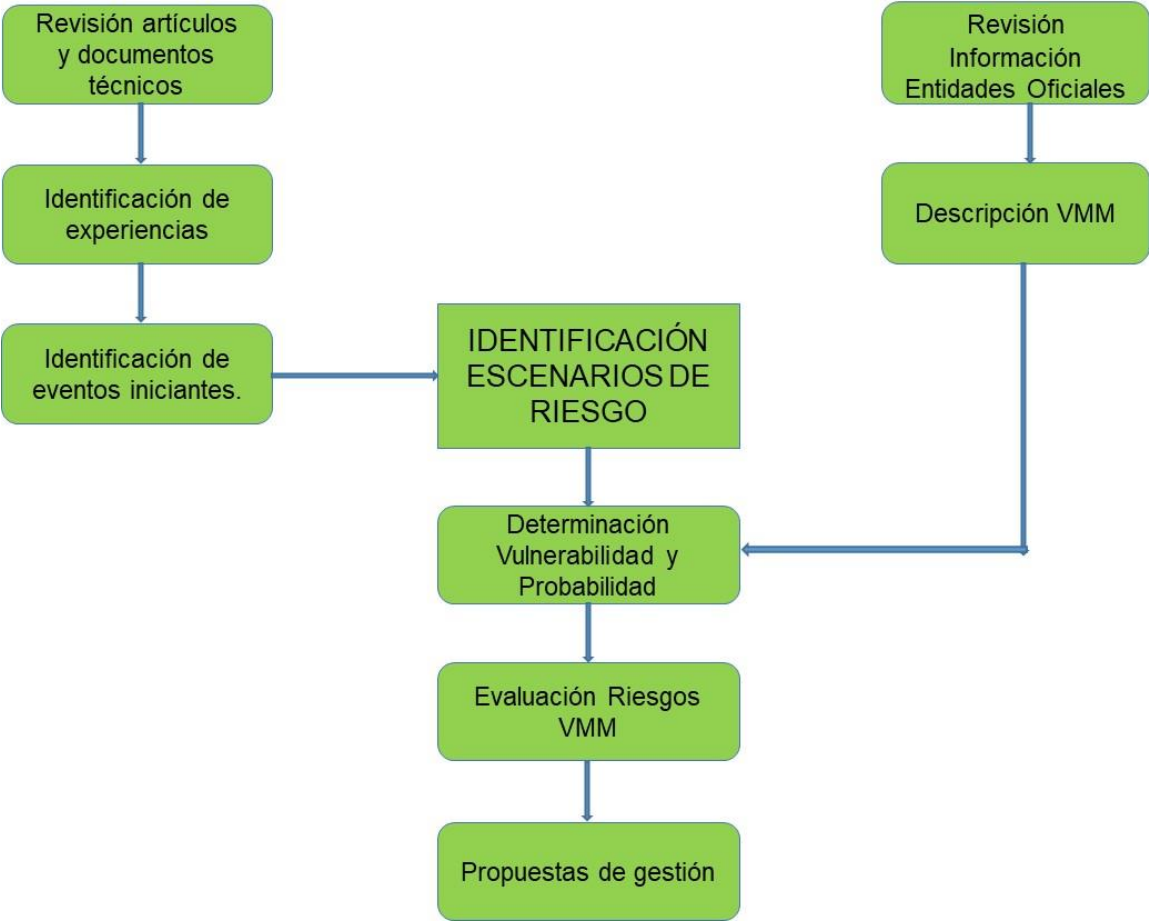 Revisión artículos
y documentos
técnicos
Identificación de
experiencias
Identificación de
eventos iniciantes.
Revisión
Información
Entidades Oficiales
Descripción VMM
IDENTIFICACIÓN
ESCENARIOS DE
RIESGO
Determinación
Vulnerabilidad y
Probabilidad
Evaluación Riesgos
VMM
Propuestas de gestión